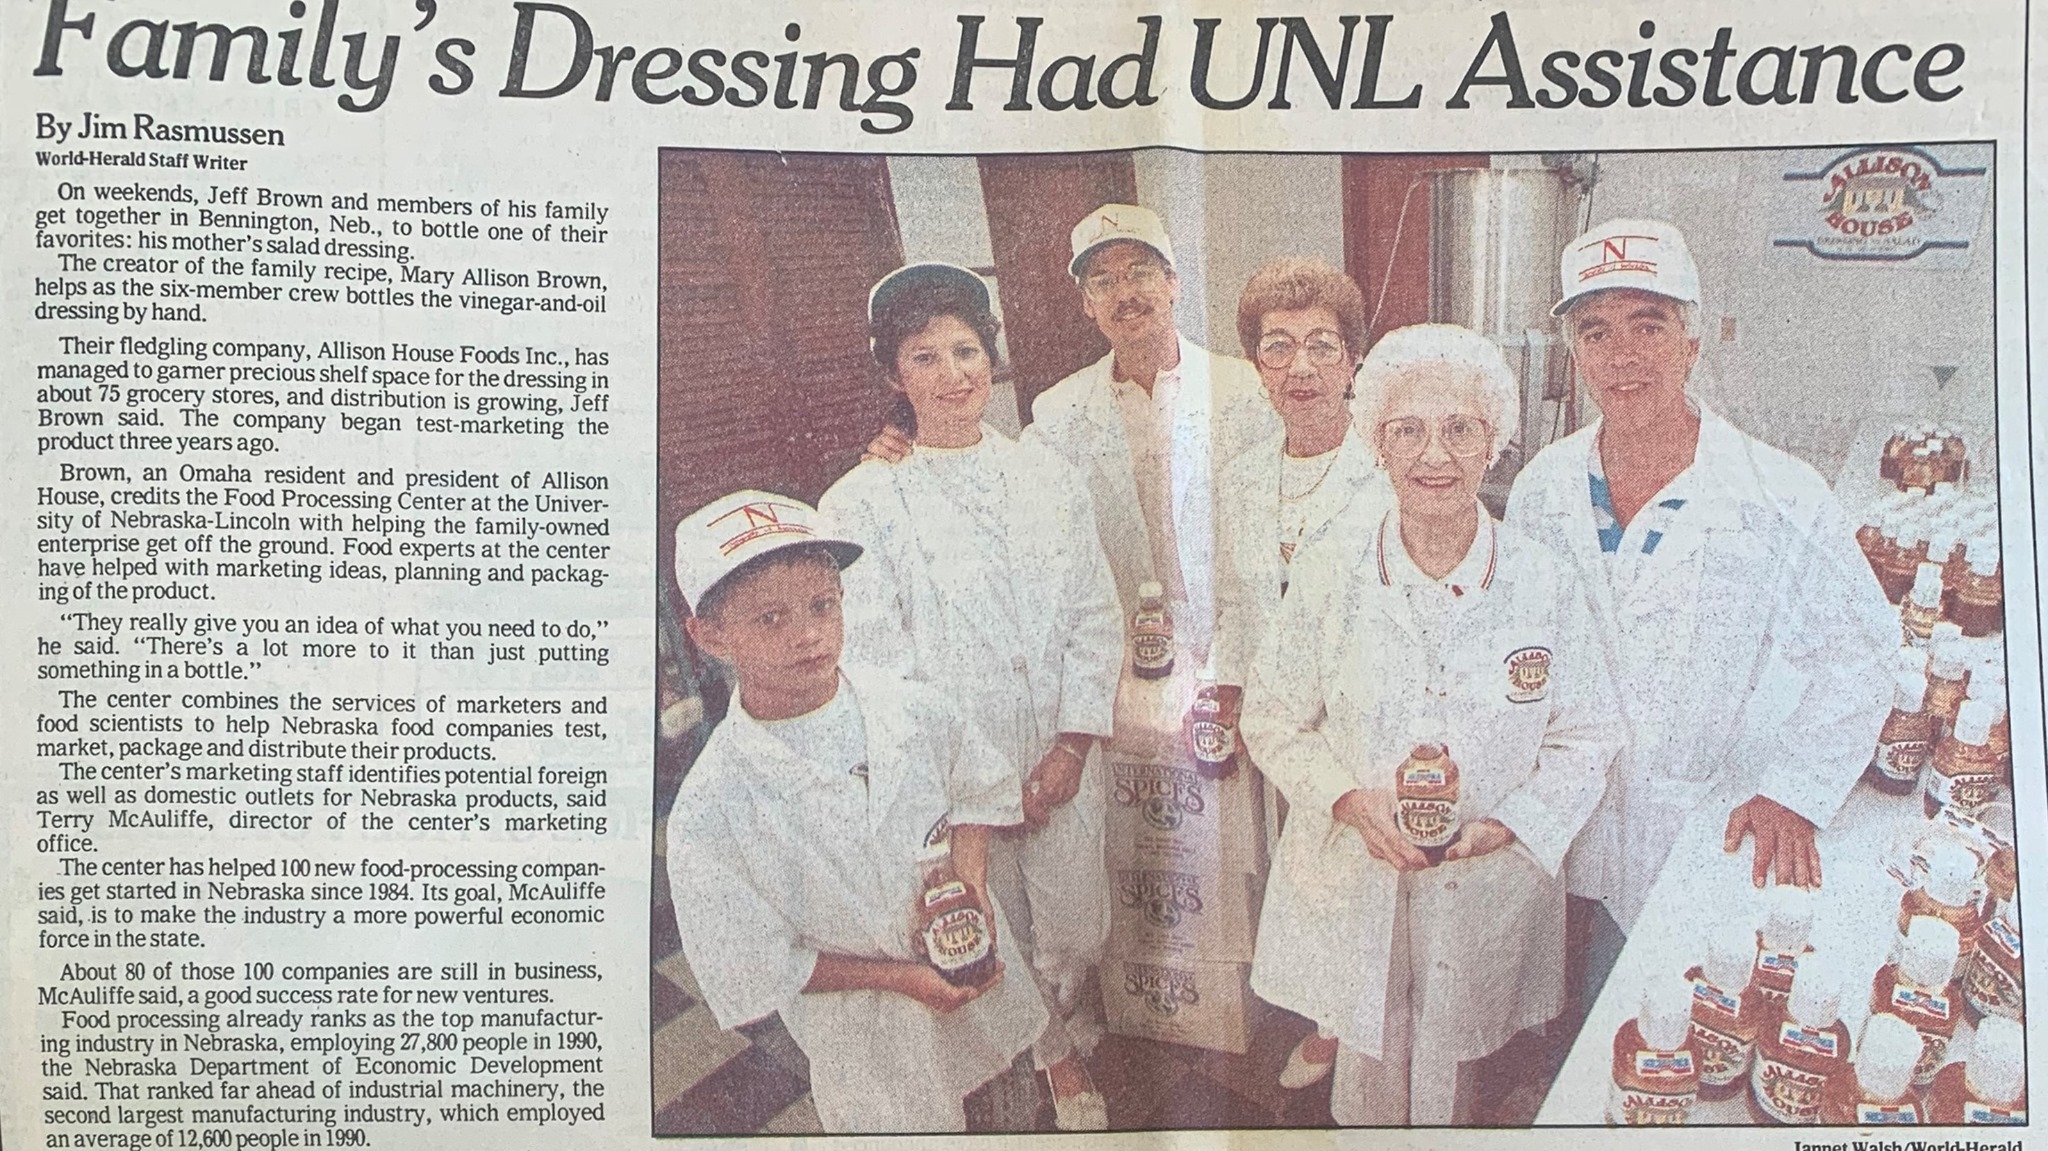 Family's Dressing Had UNL Assistance
By Jim Rasmussen
World-Herald Staff Writer
On weekends, Jeff Brown and members of his family
get together in Bennington, Neb., to bottle one of their
favorites: his mother's salad dressing.
The creator of the family recipe, Mary Allison Brown,
helps as the six-member crew bottles the vinegar-and-oil
dressing by hand.
Their fledgling company, Allison House Foods Inc., has
managed to garner precious shelf space for the dressing in
about 75 grocery stores, and distribution is growing, Jeff
Brown said. The company began test-marketing the
product three years ago.
Brown, an Omaha resident and president of Allison
House, credits the Food Processing Center at the Univer-
sity of Nebraska-Lincoln with helping the family-owned
enterprise get off the ground. Food experts at the center
have helped with marketing ideas, planning and packag-
ing of the product.
"They really give you an idea of what you need to do,"
he said. "There's a lot more to it than just putting
something in a bottle."
The center combines the services of marketers and
food scientists to help Nebraska food companies test,
market, package and distribute their products.
The center's marketing staff identifies potential foreign
as well as domestic outlets for Nebraska products, said
Terry McAuliffe, director of the center's marketing
office.
The center has helped 100 new food-processing compan-
ies get started in Nebraska since 1984. Its goal, McAuliffe
said, is to make the industry a more powerful economic
force in the state.
About 80 of those 100 companies are still in business,
McAuliffe said, a good success rate for new ventures.
Food processing already ranks as the top manufactur-
ing industry in Nebraska, employing 27,800 people in 1990,
the Nebraska Department of Economic Development
said. That ranked far ahead of industrial machinery, the
second largest manufacturing industry, which employed
an average of 12,600 people in 1990.
ALLISON
HOUSE
N
N
N
ALLISON
HOUSE
ALLISON
HOUSE
ALLISON
HOUSE
INTERNATIONAL
SPICES
INTERNATIONAL
SPICES
INTERNATIONAL
SPICES
Jannet Walsh/World-Herald